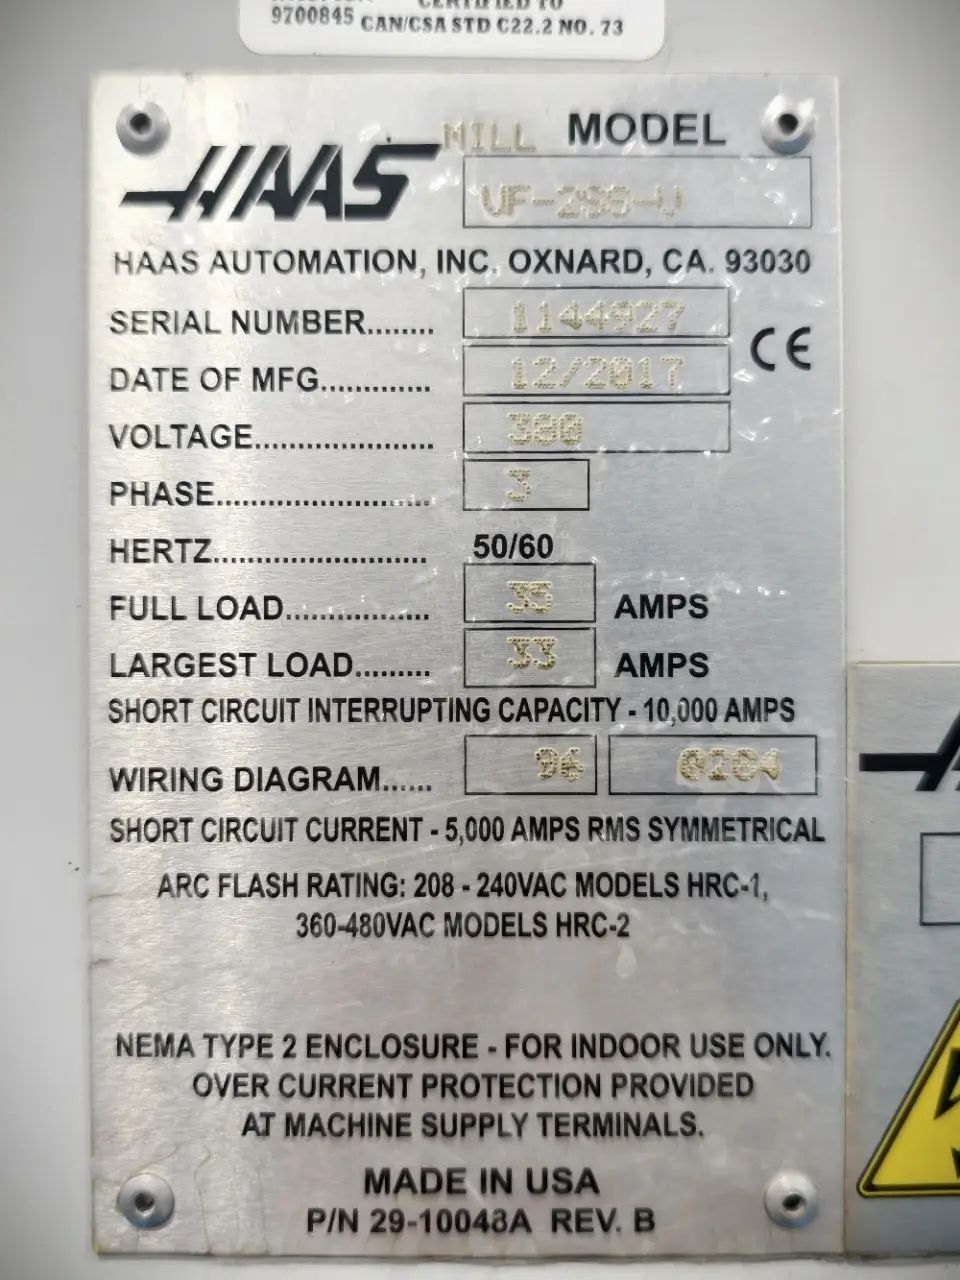 9700845 CAN/CSA STD C22.2 NO. 73
HAAS
MILL MODEL
VF-2SS-V
HAAS AUTOMATION, INC. OXNARD, CA. 93030
SERIAL NUMBER........ 1144927
CE
DATE OF MFG............. 12/2017
VOLTAGE..................... 380
PHASE......................... 3
HERTZ......................... 50/60
FULL LOAD................. 35 AMPS
LARGEST LOAD......... 33 AMPS
SHORT CIRCUIT INTERRUPTING CAPACITY - 10,000 AMPS
WIRING DIAGRAM...... 96 0284
SHORT CIRCUIT CURRENT - 5,000 AMPS RMS SYMMETRICAL
ARC FLASH RATING: 208 - 240VAC MODELS HRC-1,
360-480VAC MODELS HRC-2
NEMA TYPE 2 ENCLOSURE - FOR INDOOR USE ONLY.
OVER CURRENT PROTECTION PROVIDED
AT MACHINE SUPPLY TERMINALS.
MADE IN USA
P/N 29-10048A REV. B